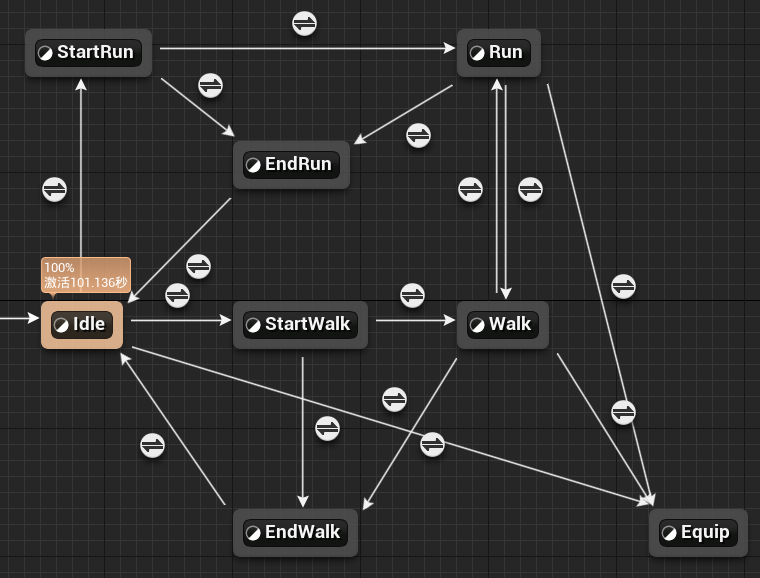 StartRun
Run
EndRun
100%
激活101.136秒
Idle
StartWalk
Walk
EndWalk
Equip